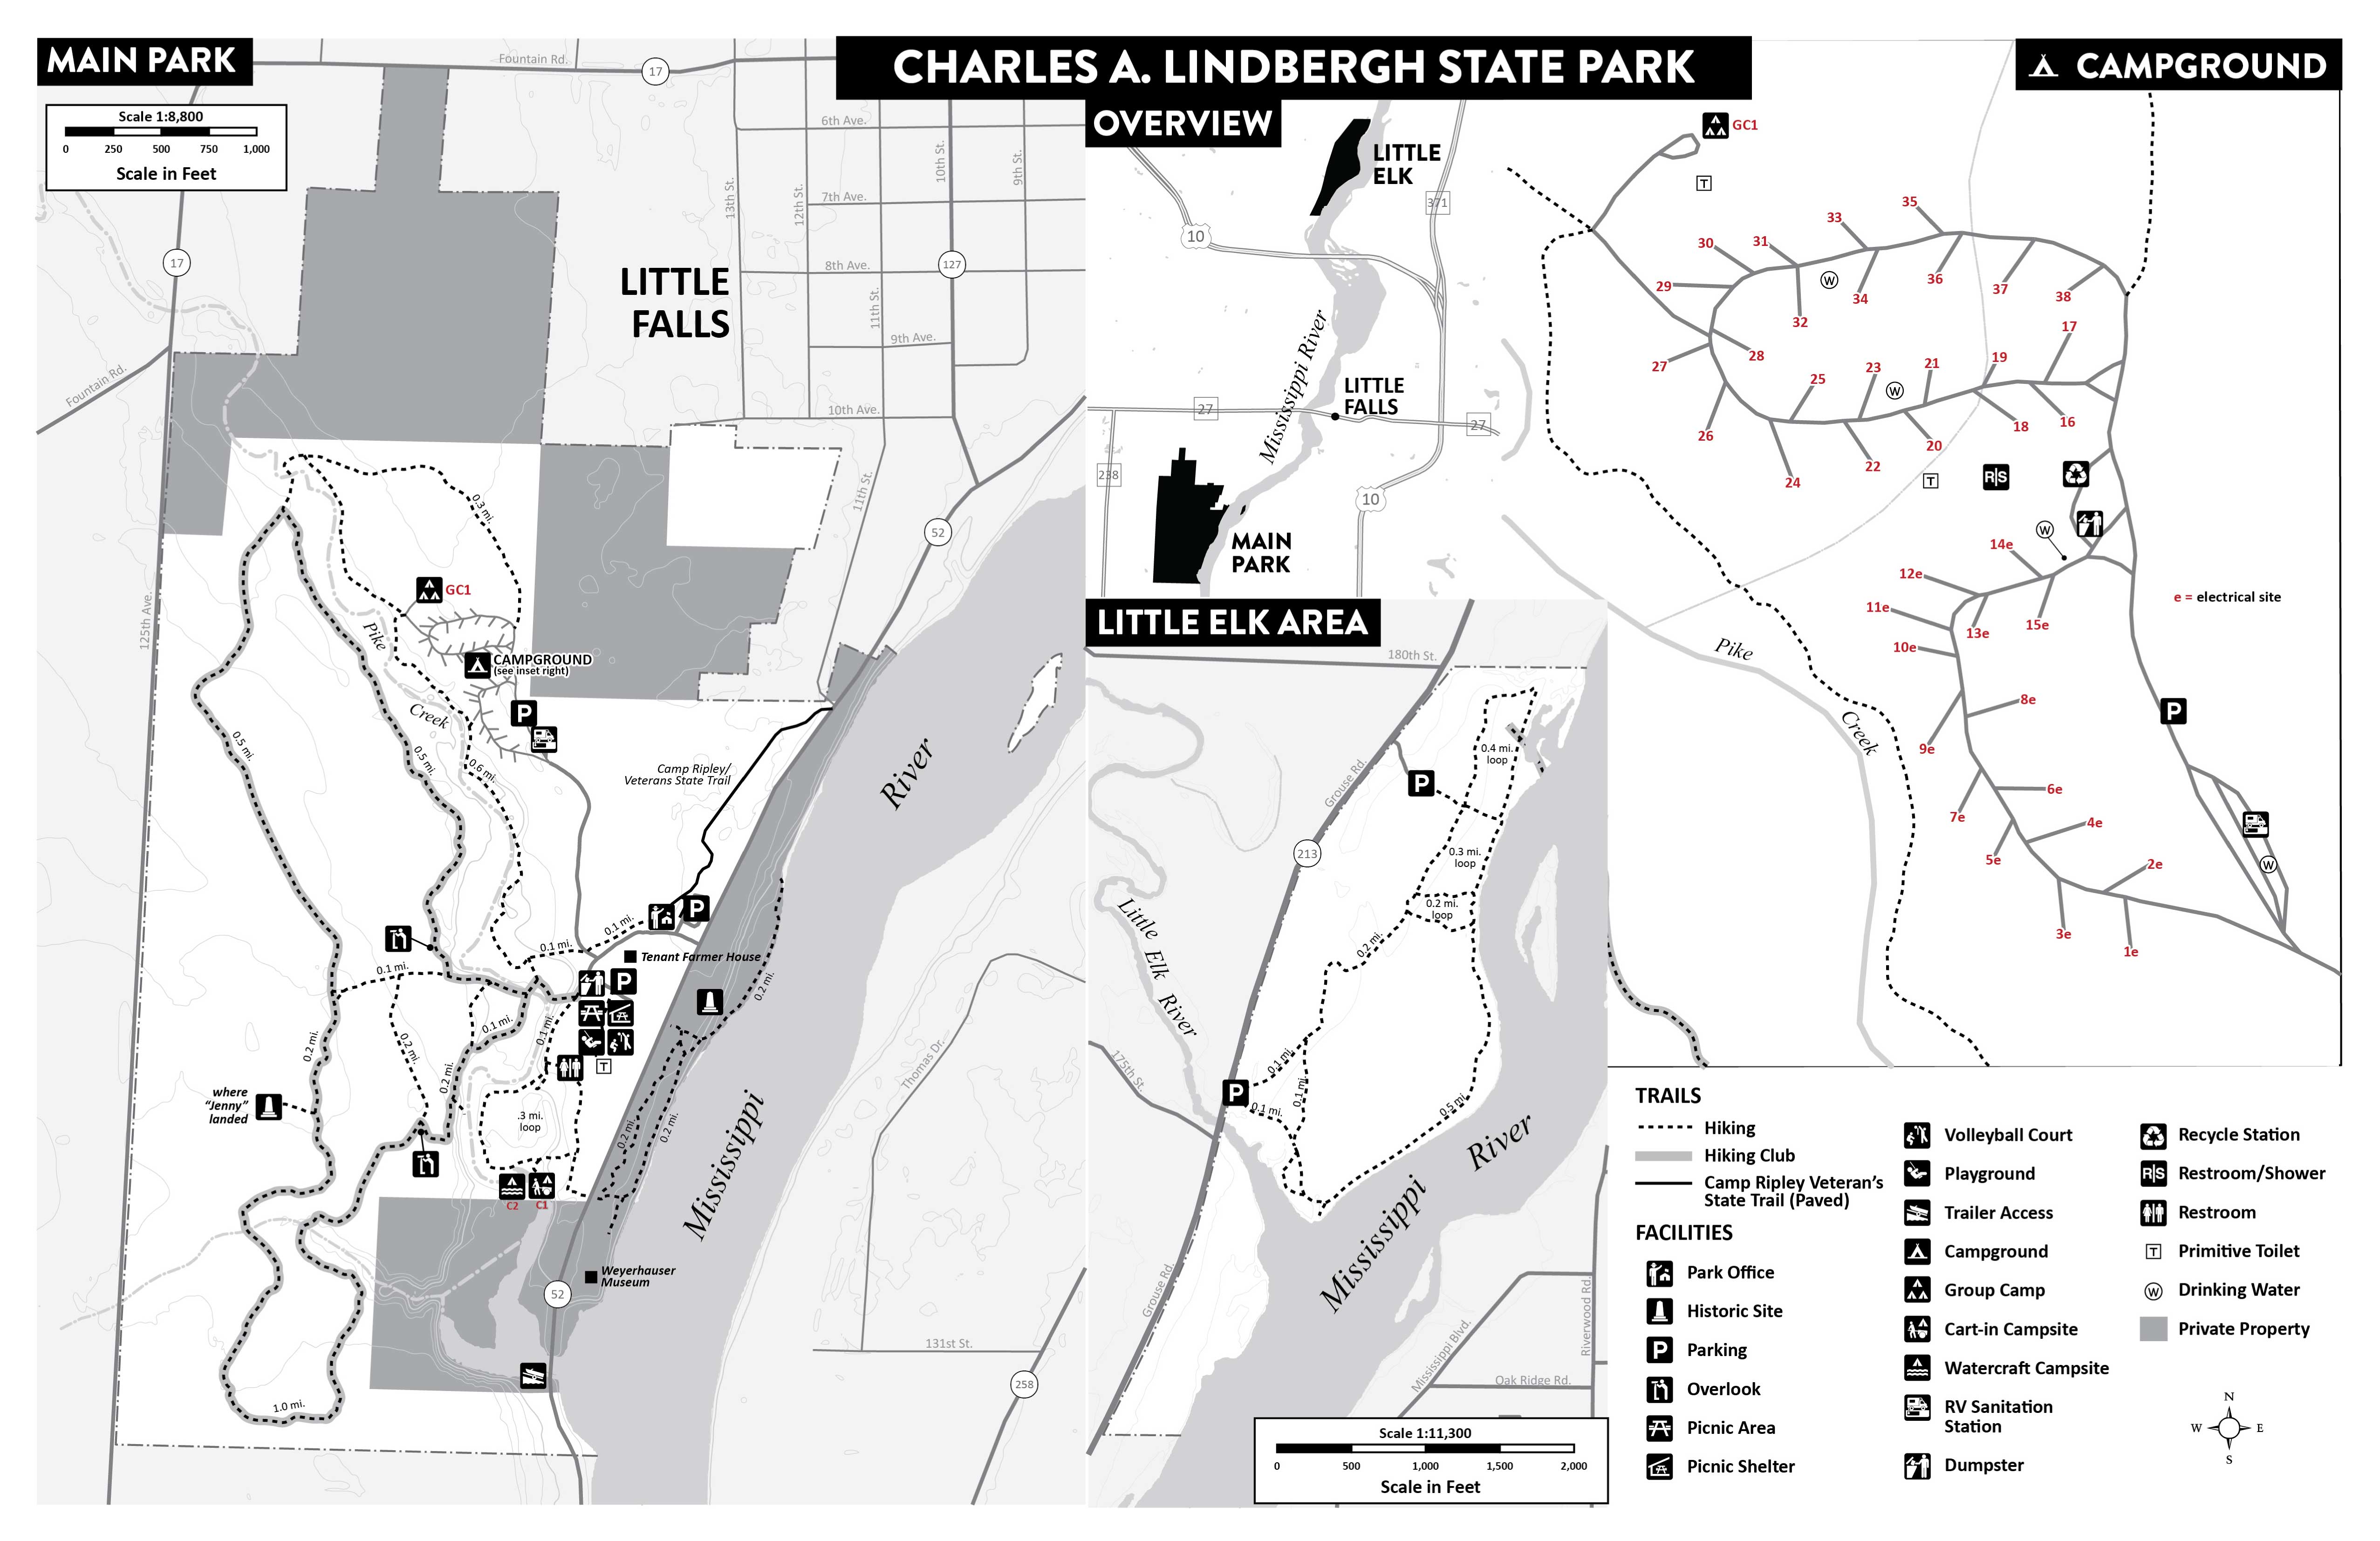 MAIN PARK
CHARLES A. LINDBERGH STATE PARK
CAMPGROUND
Scale 1:8,800
0 250 500 750 1,000
Scale in Feet
Fountain Rd.
17
17
Fountain Rd.
125th Ave.
6th Ave.
7th Ave.
8th Ave.
9th Ave.
10th Ave.
13th St.
12th St.
11th St.
10th St.
9th St.
11th St.
127
52
LITTLE
FALLS
0.3 mi.
GC1
Pike
Creek
CAMPGROUND
(see inset right)
P
0.5 mi.
0.5 mi.
0.6 mi.
Camp Ripley/
Veterans State Trail
River
P
0.1 mi.
0.1 mi.
Tenant Farmer House
P
0.1 mi.
0.2 mi.
0.1 mi.
0.1 mi.
0.2 mi.
0.2 mi.
0.2 mi.
T
where
"Jenny"
landed
.3 mi.
loop
0.2 mi.
0.2 mi.
C2
C1
Mississippi
Thomas Dr.
Weyerhauser
Museum
52
131st St.
258
1.0 mi.
OVERVIEW
LITTLE
ELK
10
371
Mississippi River
LITTLE
FALLS
27
27
238
10
MAIN
PARK
LITTLE ELK AREA
180th St.
Grouse Rd.
P
0.4 mi.
loop
213
0.3 mi.
loop
0.2 mi.
loop
0.2 mi.
Little Elk River
175th St.
P
0.1 mi.
0.1 mi.
0.1 mi.
0.5 mi.
Mississippi
River
Grouse Rd.
Mississippi Blvd.
Riverwood Rd.
Oak Ridge Rd.
Scale 1:11,300
0 500 1,000 1,500 2,000
Scale in Feet
GC1
T
35
33
31
30
29
W
36
37
38
34
32
17
28
27
19
21
23
25
W
26
24
22
20
18
16
T
R|S
W
14e
12e
11e
10e
13e
15e
e = electrical site
8e
9e
P
6e
7e
4e
5e
2e
W
3e
1e
Pike
Creek
TRAILS
Hiking
Hiking Club
Camp Ripley Veteran's
State Trail (Paved)
FACILITIES
Park Office
Historic Site
P Parking
Overlook
Picnic Area
Picnic Shelter
Volleyball Court
Playground
Trailer Access
Campground
Group Camp
Cart-in Campsite
Watercraft Campsite
RV Sanitation
Station
Dumpster
Recycle Station
R|S Restroom/Shower
Restroom
T Primitive Toilet
W Drinking Water
Private Property
N
W E
S